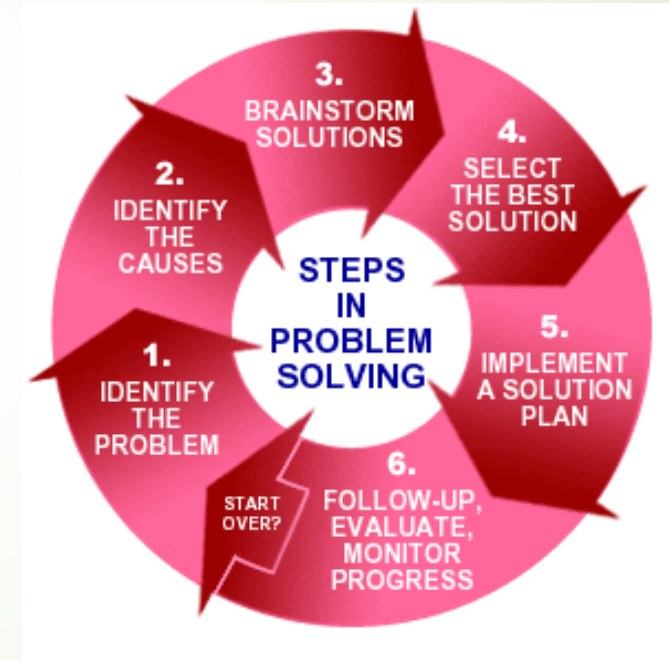 STEPS
IN
PROBLEM
SOLVING
1.
IDENTIFY
THE
PROBLEM
2.
IDENTIFY
THE
CAUSES
3.
BRAINSTORM
SOLUTIONS
4.
SELECT
THE BEST
SOLUTION
5.
IMPLEMENT
A SOLUTION
PLAN
6.
FOLLOW-UP,
EVALUATE,
MONITOR
PROGRESS
START
OVER?